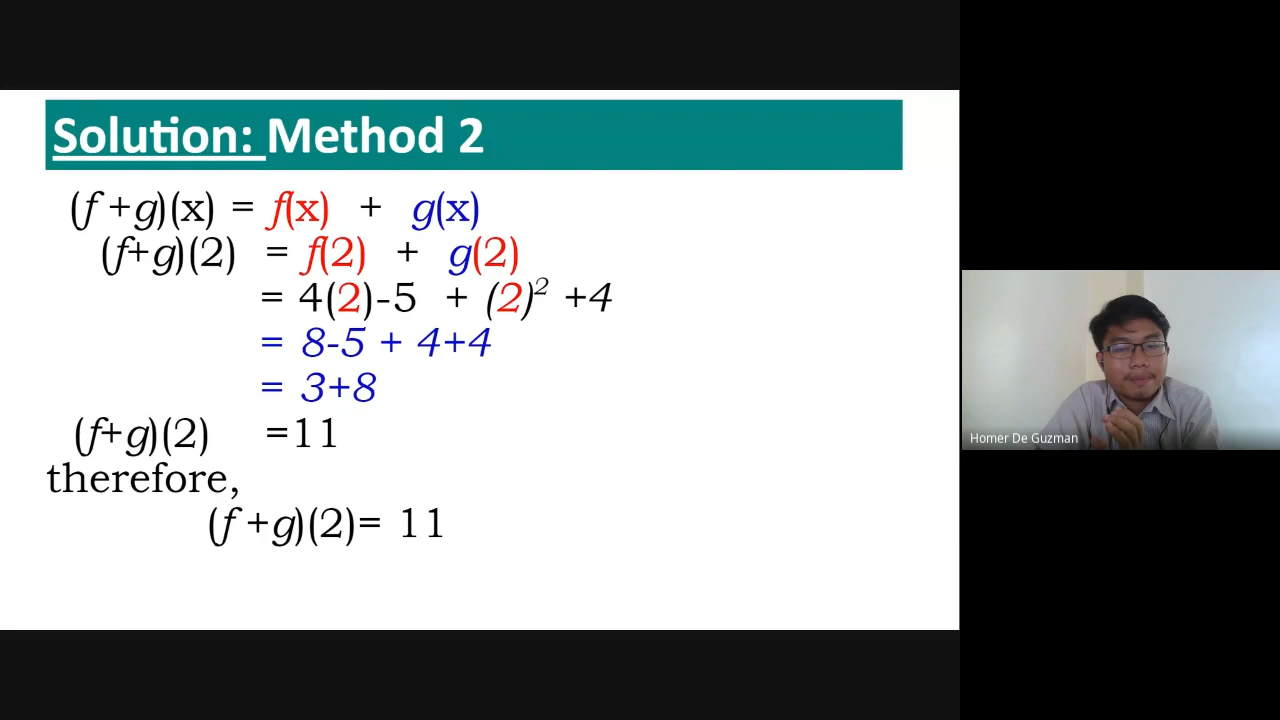 Solution: Method 2
(f +g)(x) = f(x) + g(x)
(f+g)(2) = f(2) + g(2)
= 4(2)-5 + (2)² +4
= 8-5 + 4+4
= 3+8
(f+g)(2) =11
therefore,
(f +g)(2)= 11
Homer De Guzman